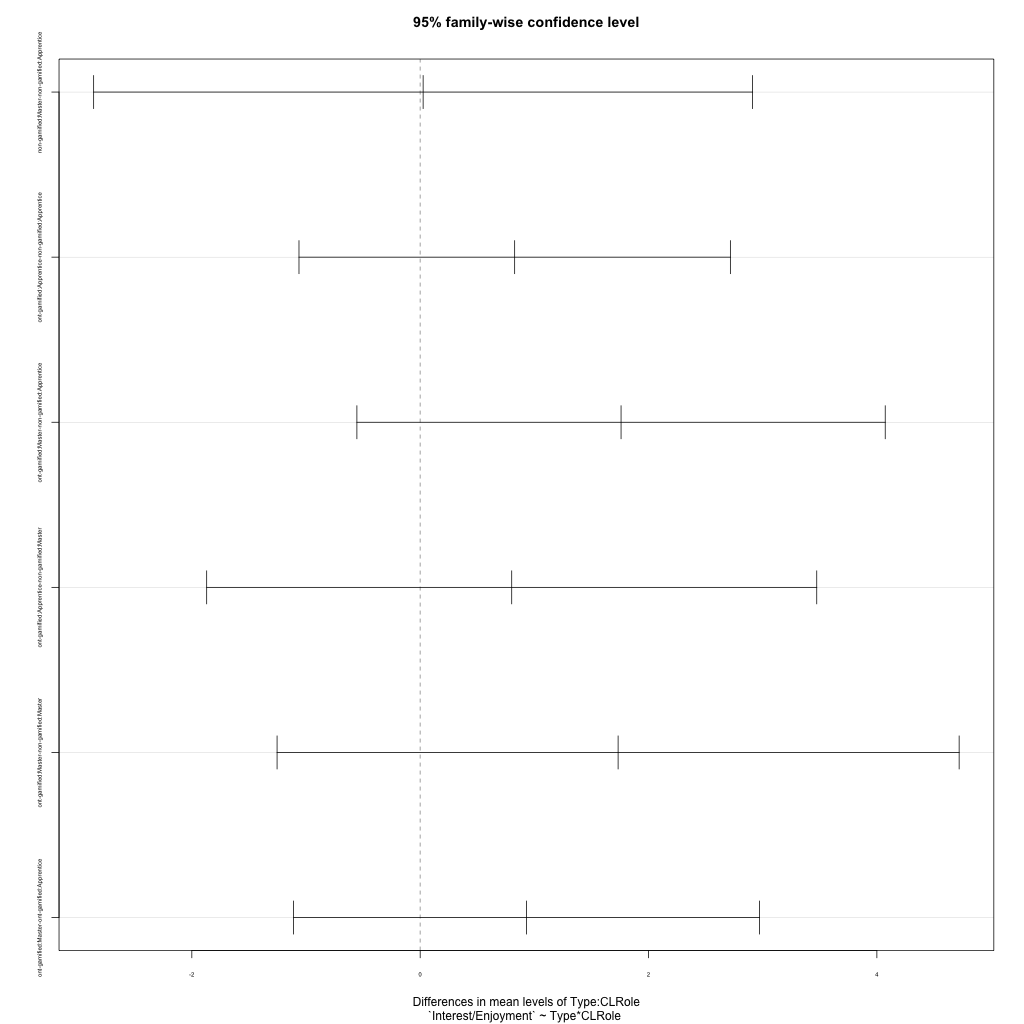 95% family-wise confidence level
non-gamified:Master-non-gamified:Apprentice
ont-gamified:Apprentice-non-gamified:Apprentice
ont-gamified:Master-non-gamified:Apprentice
ont-gamified:Apprentice-non-gamified:Master
ont-gamified:Master-non-gamified:Master
ont-gamified:Master-ont-gamified:Apprentice
-2 0 2 4
Differences in mean levels of Type:CLRole
`Interest/Enjoyment` ~ Type*CLRole